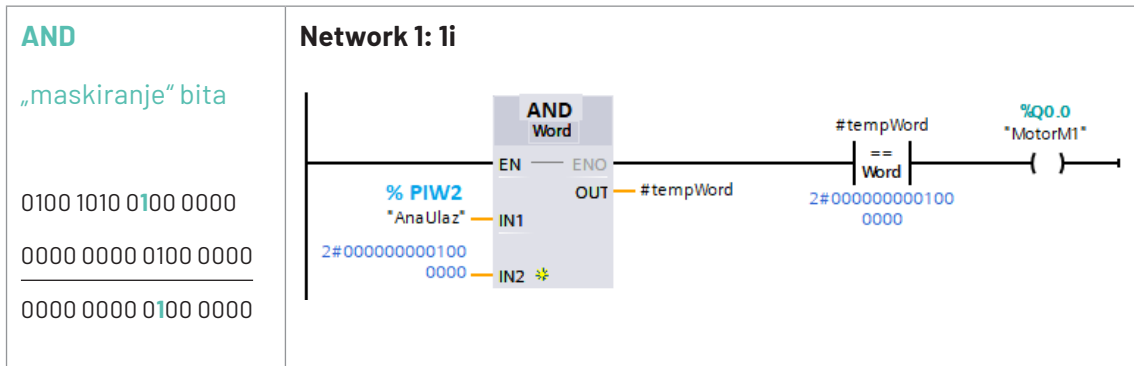 AND
„maskiranje“ bita
0100 1010 0100 0000
0000 0000 0100 0000
0000 0000 0100 0000
Network 1: 1i
AND
Word
EN ENO
% PIW2
"AnaUlaz" IN1
OUT #tempWord
2#000000000100
0000 IN2
#tempWord
==
Word
2#000000000100
0000
%Q0.0
"MotorM1"